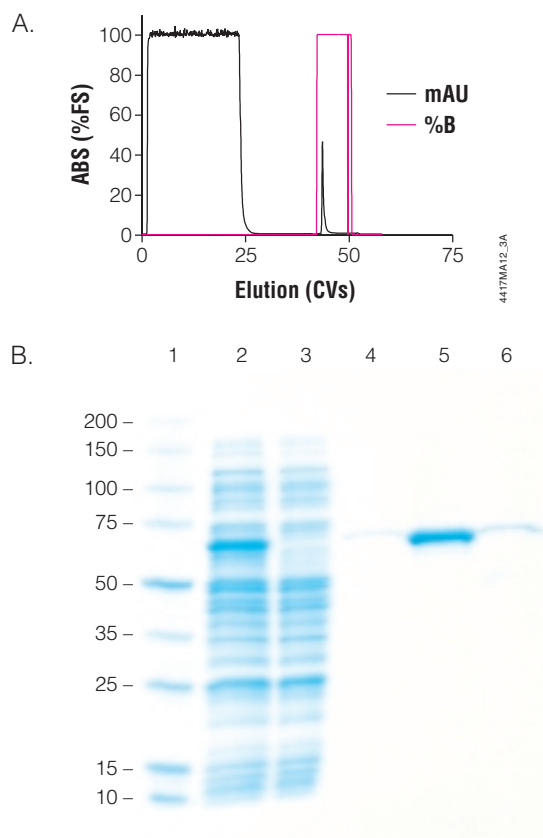 A.
ABS (%FS)
100
80
60
40
20
0
0 25 50 75
Elution (CVs)
mAU
%B
4417MA12_3A
B. 1 2 3 4 5 6
200 –
150 –
100 –
75 –
50 –
35 –
25 –
15 –
10 –